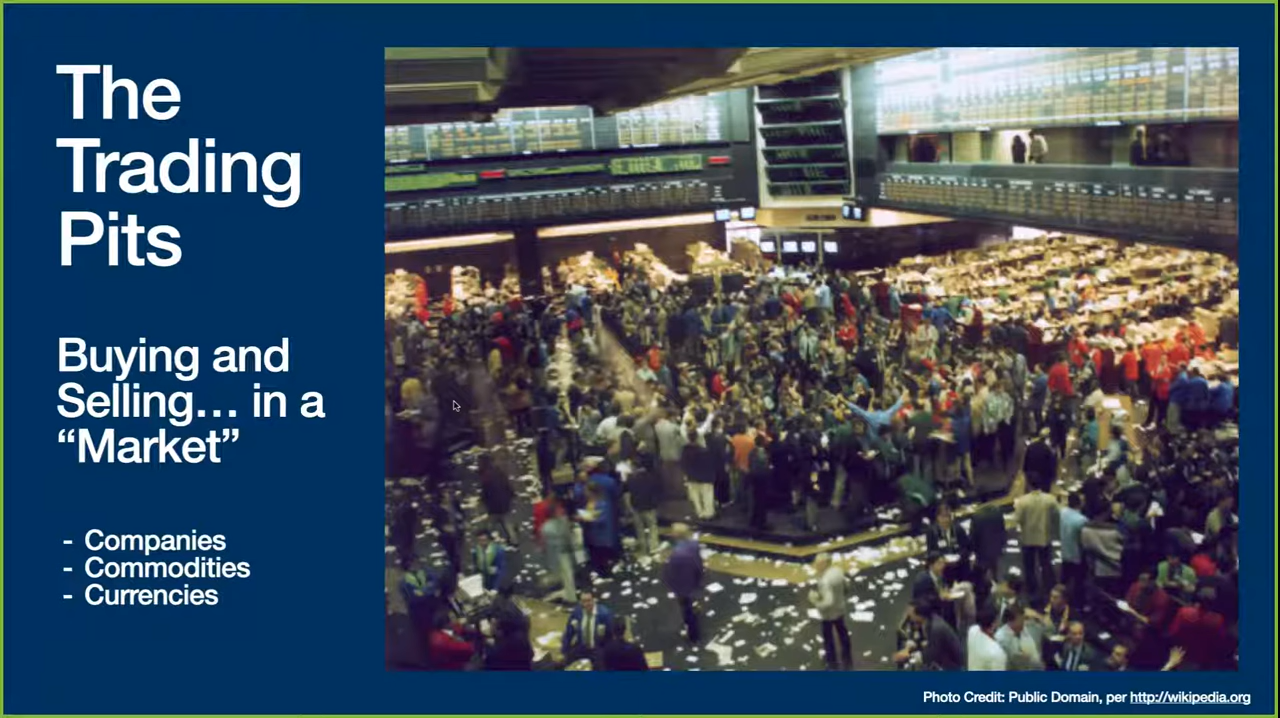 The
Trading
Pits
Buying and
Selling… in a
“Market”
- Companies
- Commodities
- Currencies
Photo Credit: Public Domain, per http://wikipedia.org